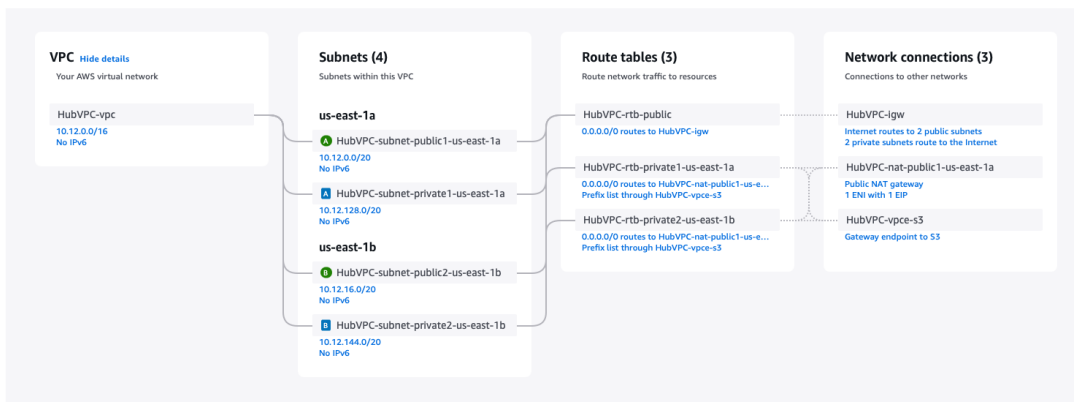 VPC Hide details
Your AWS virtual network
HubVPC-vpc
10.12.0.0/16
No IPv6
Subnets (4)
Subnets within this VPC
us-east-1a
A HubVPC-subnet-public1-us-east-1a
10.12.0.0/20
No IPv6
A HubVPC-subnet-private1-us-east-1a
10.12.128.0/20
No IPv6
us-east-1b
B HubVPC-subnet-public2-us-east-1b
10.12.16.0/20
No IPv6
B HubVPC-subnet-private2-us-east-1b
10.12.144.0/20
No IPv6
Route tables (3)
Route network traffic to resources
HubVPC-rtb-public
0.0.0.0/0 routes to HubVPC-igw
HubVPC-rtb-private1-us-east-1a
0.0.0.0/0 routes to HubVPC-nat-public1-us-e...
Prefix list through HubVPC-vpce-s3
HubVPC-rtb-private2-us-east-1b
0.0.0.0/0 routes to HubVPC-nat-public1-us-e...
Prefix list through HubVPC-vpce-s3
Network connections (3)
Connections to other networks
HubVPC-igw
Internet routes to 2 public subnets
2 private subnets route to the Internet
HubVPC-nat-public1-us-east-1a
Public NAT gateway
1 ENI with 1 EIP
HubVPC-vpce-s3
Gateway endpoint to S3